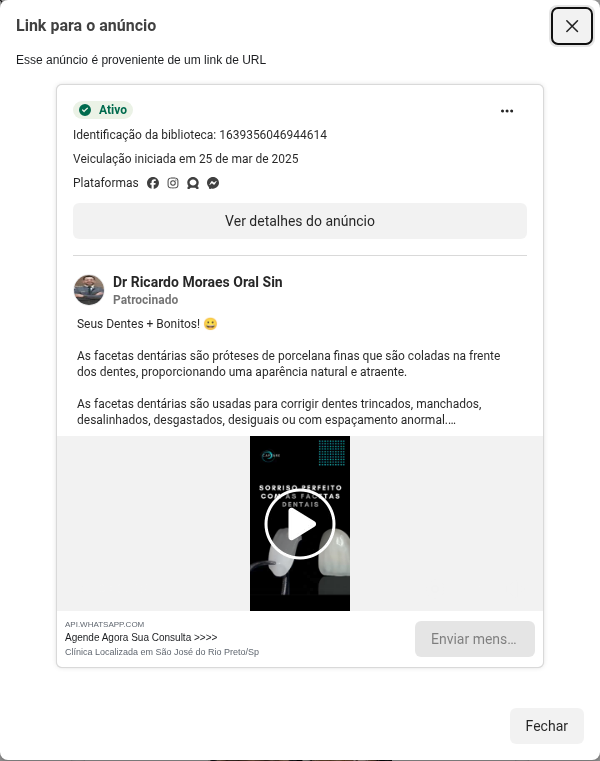 Link para o anúncio
Esse anúncio é proveniente de um link de URL
Ativo
Identificação da biblioteca: 1639356046944614
Veiculação iniciada em 25 de mar de 2025
Plataformas
Ver detalhes do anúncio
Dr Ricardo Moraes Oral Sin
Patrocinado
Seus Dentes + Bonitos! 😀
As facetas dentárias são próteses de porcelana finas que são coladas na frente
dos dentes, proporcionando uma aparência natural e atraente.
As facetas dentárias são usadas para corrigir dentes trincados, manchados,
desalinhados, desgastados, desiguais ou com espaçamento anormal.…
SORRISO PERFEITO
COM AS FACETAS
DENTAIS
API.WHATSAPP.COM
Agende Agora Sua Consulta >>>>
Clínica Localizada em São José do Rio Preto/Sp
Enviar mens…
Fechar